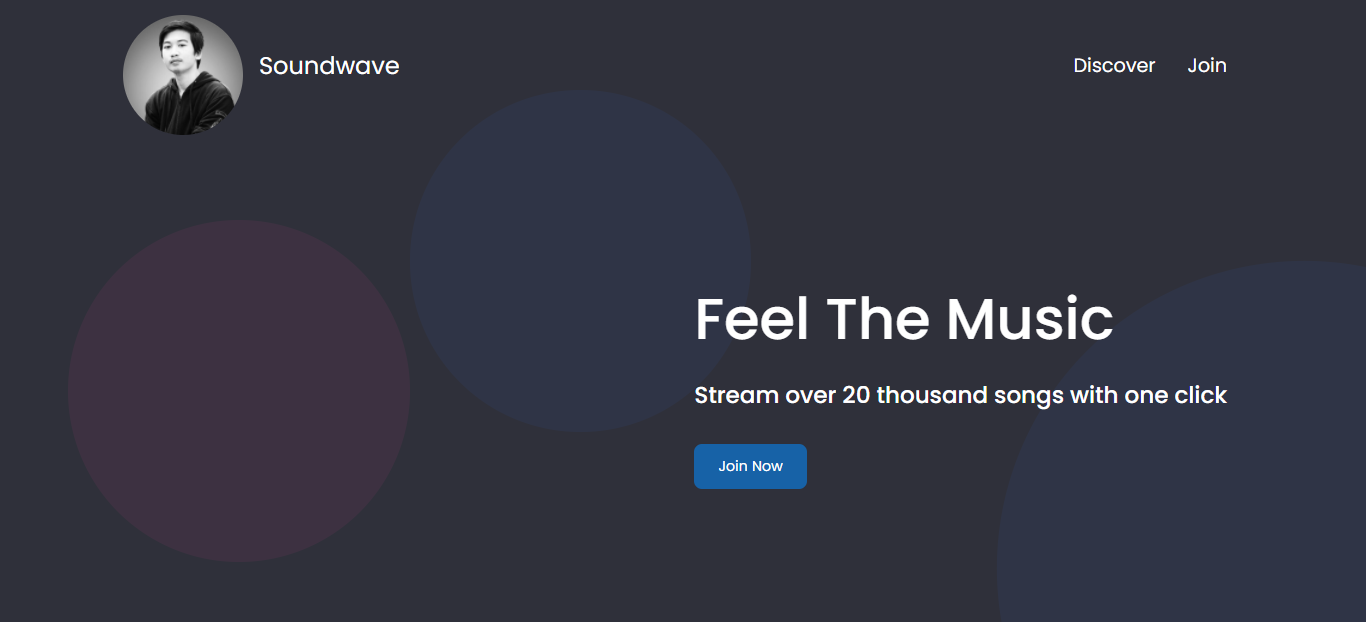 Soundwave
Discover
Join
Feel The Music
Stream over 20 thousand songs with one click
Join Now